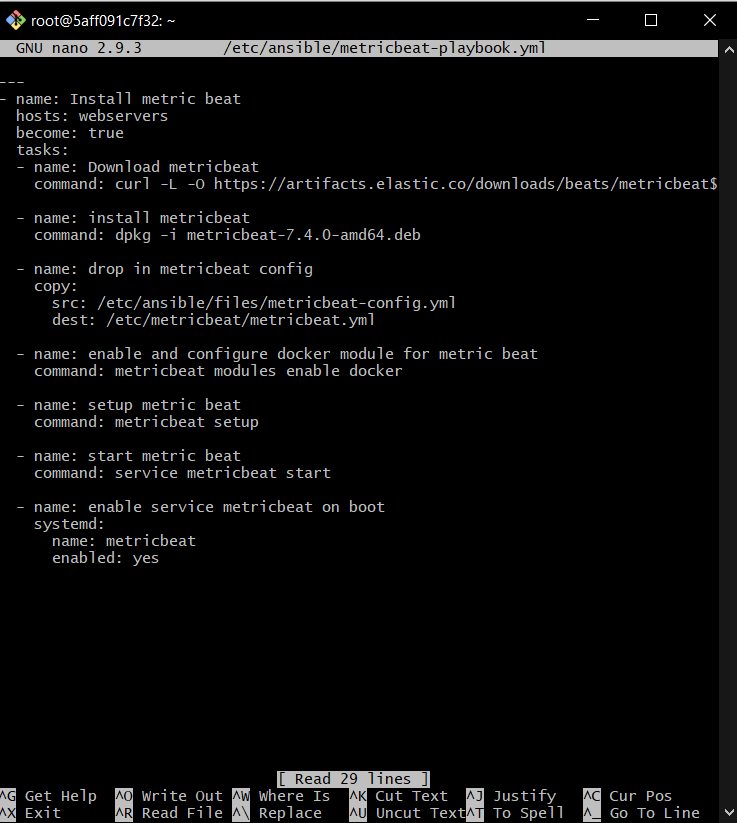 root@5aff091c7f32: ~
GNU nano 2.9.3 /etc/ansible/metricbeat-playbook.yml
---
- name: Install metric beat
  hosts: webservers
  become: true
  tasks:
  - name: Download metricbeat
    command: curl -L -O https://artifacts.elastic.co/downloads/beats/metricbeat$
  - name: install metricbeat
    command: dpkg -i metricbeat-7.4.0-amd64.deb
  - name: drop in metricbeat config
    copy:
      src: /etc/ansible/files/metricbeat-config.yml
      dest: /etc/metricbeat/metricbeat.yml
  - name: enable and configure docker module for metric beat
    command: metricbeat modules enable docker
  - name: setup metric beat
    command: metricbeat setup
  - name: start metric beat
    command: service metricbeat start
  - name: enable service metricbeat on boot
    systemd:
      name: metricbeat
      enabled: yes
[ Read 29 lines ]
^G Get Help ^O Write Out ^W Where Is ^K Cut Text ^J Justify ^C Cur Pos
^X Exit ^R Read File ^\ Replace ^U Uncut Text ^T To Spell ^_ Go To Line